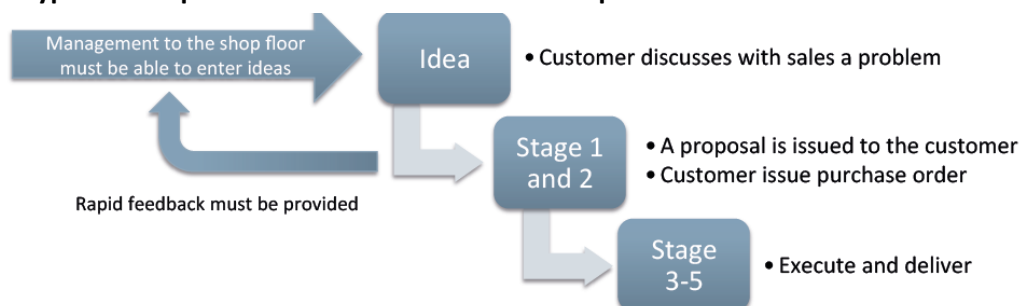 Management to the shop floor
must be able to enter ideas
Idea
• Customer discusses with sales a problem
Stage 1
and 2
• A proposal is issued to the customer
• Customer issue purchase order
Rapid feedback must be provided
Stage
3-5
• Execute and deliver